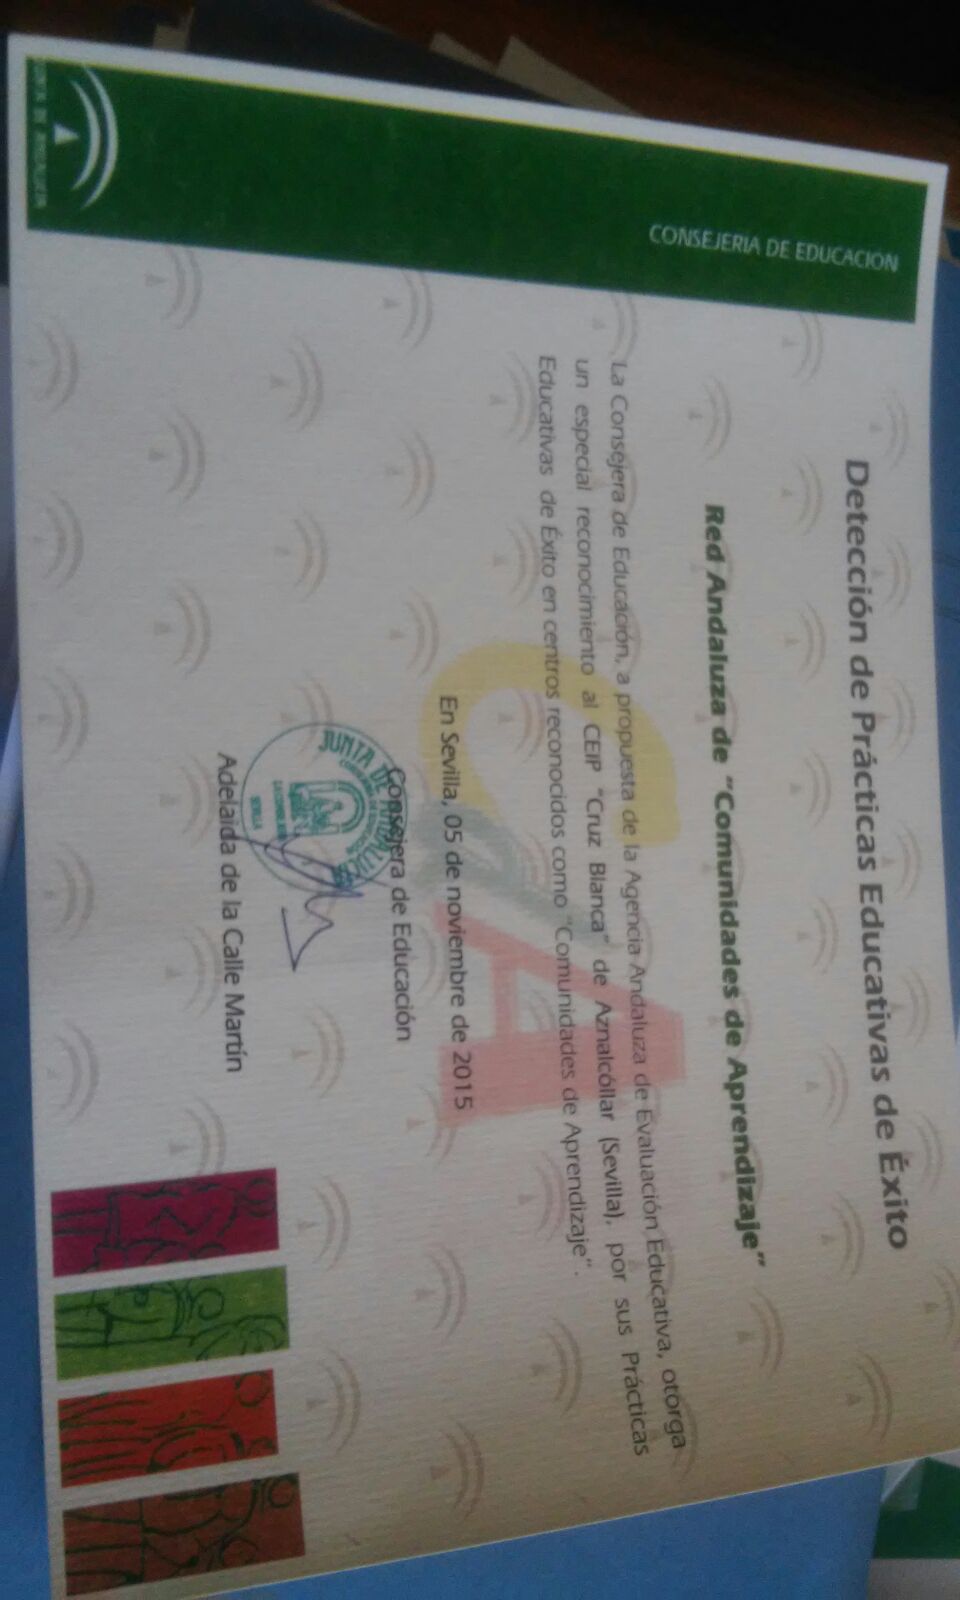 CONSEJERIA DE EDUCACION
JUNTA DE ANDALUCIA
Detección de Prácticas Educativas de Éxito
Red Andaluza de "Comunidades de Aprendizaje"
La Consejera de Educación, a propuesta de la Agencia Andaluza de Evaluación Educativa, otorga
un especial reconocimiento al CEIP "Cruz Blanca" de Aznalcóllar (Sevilla), por sus Prácticas
Educativas de Éxito en centros reconocidos como "Comunidades de Aprendizaje".
En Sevilla, 05 de noviembre de 2015
Consejera de Educación
JUNTA DE
SEVILLA
Adelaida de la Calle Martín